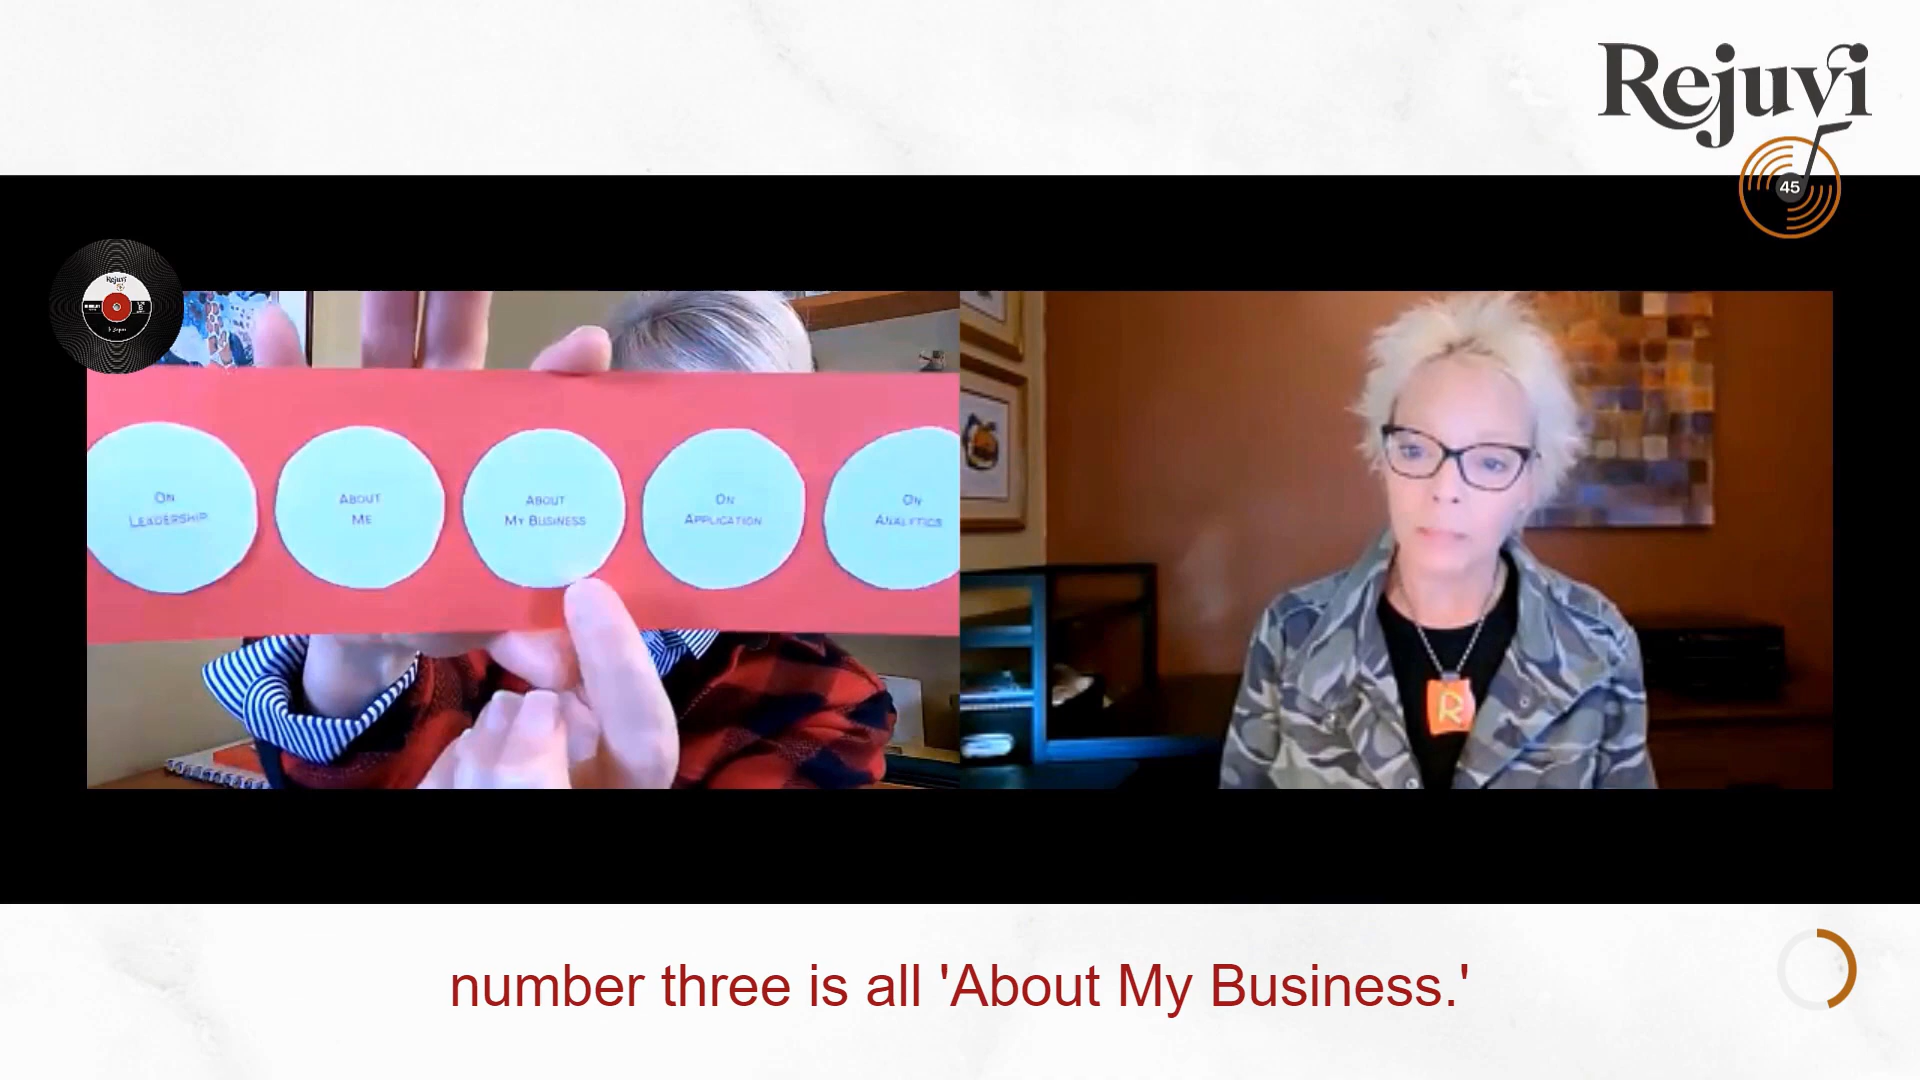 Rejuvi
45
Rejuvi
On
Leadership
About
Me
About
My Business
On
Application
On
Analytics
R
number three is all 'About My Business.'